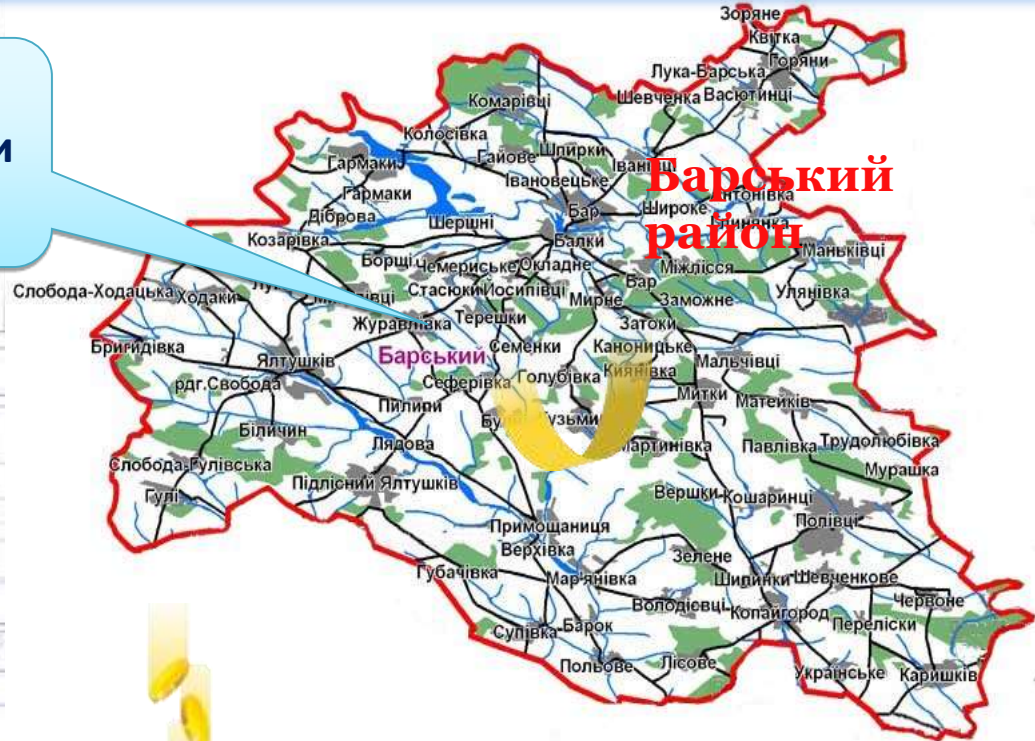 Зоряне
Квітка
Горяни
Лука-Барська
Шевченка Васютинці
Комарівці
Колосівка
Гайове Шпирки
Гармаки
Івановецьке
Гармаки
Барський
район
Широке
Бар
Діброва
Шершні
Козарівка
Балки
Маньківці
Борщі Чемериське Окладне
Бар
Міжлісся
Слобода-Ходацька Ходаки
Стасюки Йосипівці
Мирне
Заможне
Улянівка
Журавлівка
Терешки
Затоки
Бригидівка
Ялтушків
Барський
Семенки
Каноницьке
Мальчівці
рдг.Свобода
Сеферівка
Голубівка
Киянівка
Пилипи
Митки
Матейків
Біличин
Лядова
Мартинівка
Павлівка
Трудолюбівка
Слобода-Гулівська
Мурашка
Гулі
Підлісний Ялтушків
Вершки Кошаринці
Полівці
Примощаниця
Верхівка
Зелене
Губачівка
Мар'янівка
Шипинки Шевченкове
Володіївці
Копайгород
Червоне
Переліски
Супівка
Барок
Польове
Лісове
Українське
Каришків